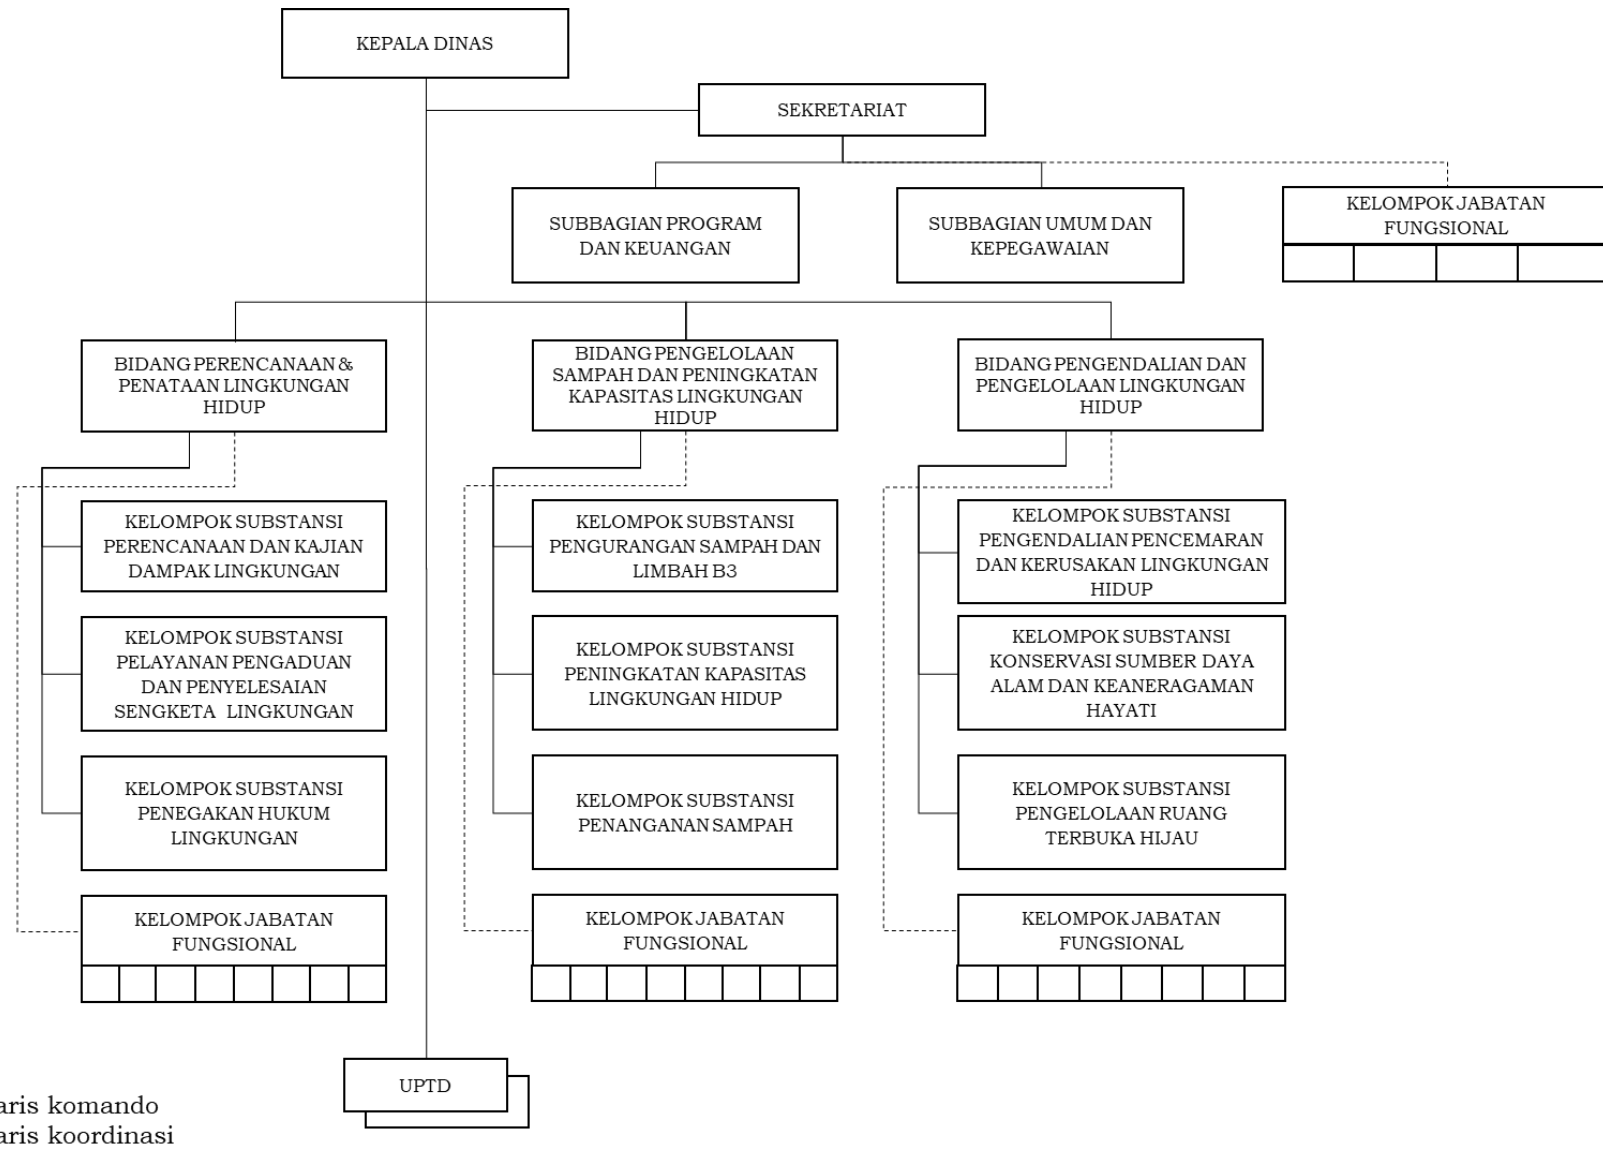 KEPALA DINAS
SEKRETARIAT
SUBBAGIAN PROGRAM
DAN KEUANGAN
SUBBAGIAN UMUM DAN
KEPEGAWAIAN
KELOMPOK JABATAN
FUNGSIONAL
BIDANG PERENCANAAN &
PENATAAN LINGKUNGAN
HIDUP
BIDANG PENGELOLAAN
SAMPAH DAN PENINGKATAN
KAPASITAS LINGKUNGAN
HIDUP
BIDANG PENGENDALIAN DAN
PENGELOLAAN LINGKUNGAN
HIDUP
KELOMPOK SUBSTANSI
PERENCANAAN DAN KAJIAN
DAMPAK LINGKUNGAN
KELOMPOK SUBSTANSI
PENGURANGAN SAMPAH DAN
LIMBAH B3
KELOMPOK SUBSTANSI
PENGENDALIAN PENCEMARAN
DAN KERUSAKAN LINGKUNGAN
HIDUP
KELOMPOK SUBSTANSI
PELAYANAN PENGADUAN
DAN PENYELESAIAN
SENGKETA LINGKUNGAN
KELOMPOK SUBSTANSI
PENINGKATAN KAPASITAS
LINGKUNGAN HIDUP
KELOMPOK SUBSTANSI
KONSERVASI SUMBER DAYA
ALAM DAN KEANERAGAMAN
HAYATI
KELOMPOK SUBSTANSI
PENEGAKAN HUKUM
LINGKUNGAN
KELOMPOK SUBSTANSI
PENANGANAN SAMPAH
KELOMPOK SUBSTANSI
PENGELOLAAN RUANG
TERBUKA HIJAU
KELOMPOK JABATAN
FUNGSIONAL
KELOMPOK JABATAN
FUNGSIONAL
KELOMPOK JABATAN
FUNGSIONAL
UPTD
aris komando
aris koordinasi